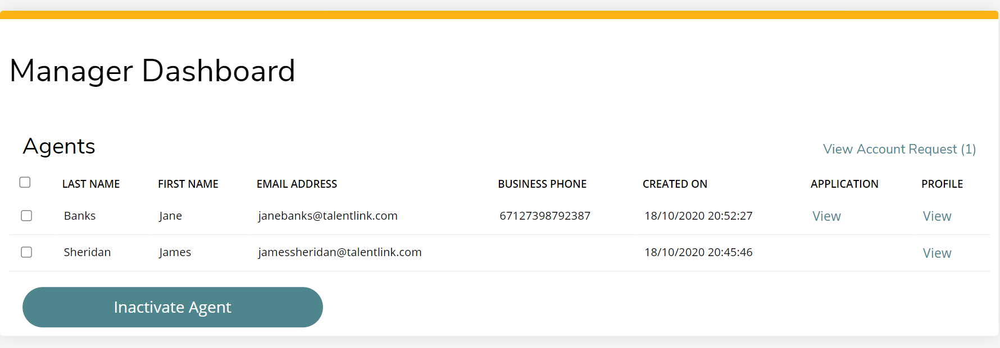 Manager Dashboard
Agents
View Account Request (1)
LAST NAME FIRST NAME EMAIL ADDRESS BUSINESS PHONE CREATED ON APPLICATION PROFILE
Banks Jane janebanks@talentlink.com 67127398792387 18/10/2020 20:52:27 View View
Sheridan James jamessheridan@talentlink.com 18/10/2020 20:45:46 View
Inactivate Agent